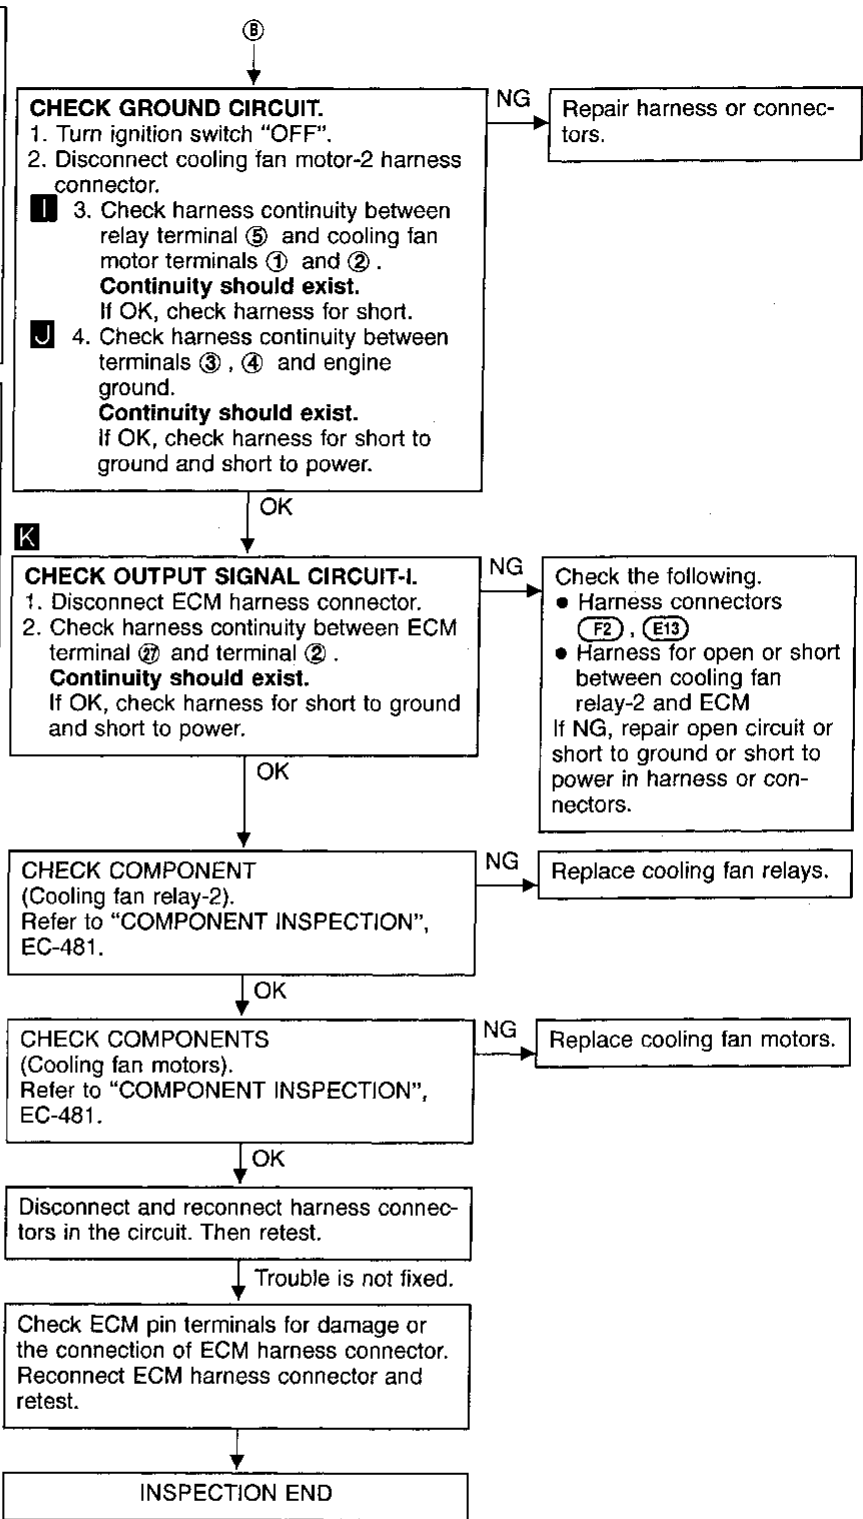 Ⓑ
CHECK GROUND CIRCUIT.
1. Turn ignition switch "OFF".
2. Disconnect cooling fan motor-2 harness
connector.
I 3. Check harness continuity between
relay terminal ⑤ and cooling fan
motor terminals ① and ②.
Continuity should exist.
If OK, check harness for short.
J 4. Check harness continuity between
terminals ③, ④ and engine
ground.
Continuity should exist.
If OK, check harness for short to
ground and short to power.
NG
Repair harness or connec-
tors.
OK
K
CHECK OUTPUT SIGNAL CIRCUIT-I.
1. Disconnect ECM harness connector.
2. Check harness continuity between ECM
terminal ㉗ and terminal ②.
Continuity should exist.
If OK, check harness for short to ground
and short to power.
NG
Check the following.
● Harness connectors
F2, E13
● Harness for open or short
between cooling fan
relay-2 and ECM
If NG, repair open circuit or
short to ground or short to
power in harness or con-
nectors.
OK
CHECK COMPONENT
(Cooling fan relay-2).
Refer to "COMPONENT INSPECTION",
EC-481.
NG
Replace cooling fan relays.
OK
CHECK COMPONENTS
(Cooling fan motors).
Refer to "COMPONENT INSPECTION",
EC-481.
NG
Replace cooling fan motors.
OK
Disconnect and reconnect harness connec-
tors in the circuit. Then retest.
Trouble is not fixed.
Check ECM pin terminals for damage or
the connection of ECM harness connector.
Reconnect ECM harness connector and
retest.
INSPECTION END